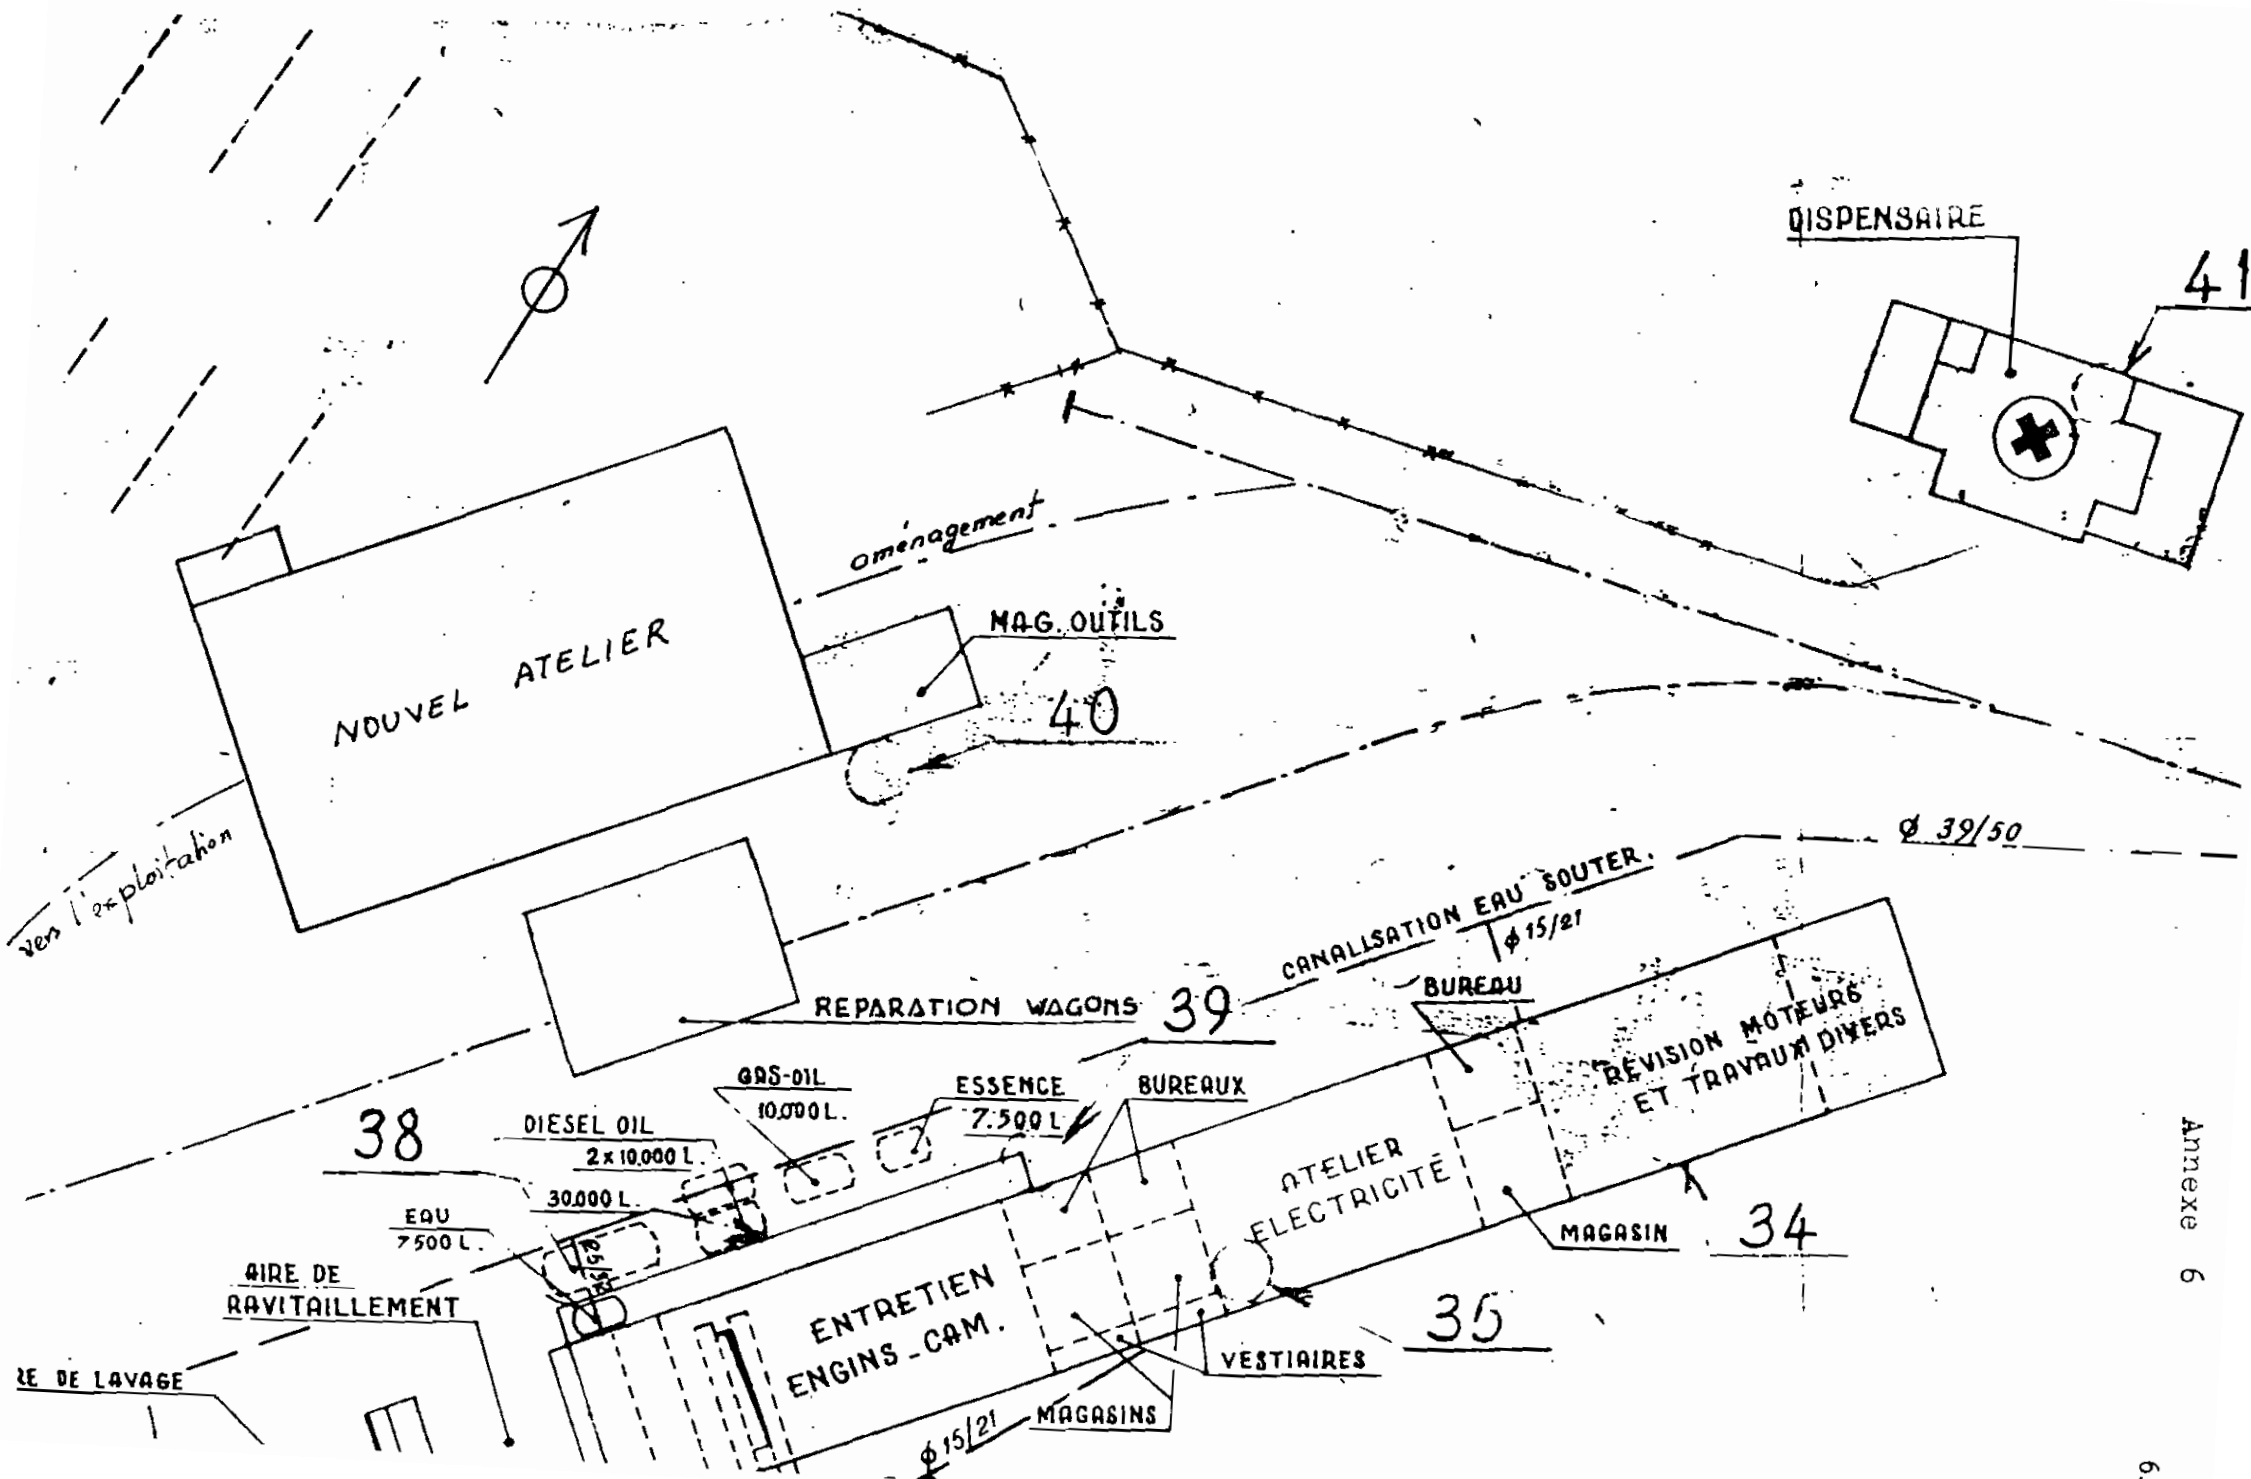 DISPENSAIRE
41
aménagement
MAG. OUTILS
NOUVEL ATELIER
40
vers l'exploitation
Ø 39/50
CANALISATION EAU SOUTER.
Ø 15/21
BUREAU
REPARATION WAGONS
39
REVISION MOTEURS
ET TRAVAUX DIVERS
GAS-OIL
10.000 L.
ESSENCE
7.500 L
BUREAUX
38
DIESEL OIL
2 x 10.000 L.
30.000 L.
EAU
7500 L.
ATELIER
ELECTRICITÉ
MAGASIN
34
AIRE DE
RAVITAILLEMENT
ENTRETIEN
ENGINS_CAM.
35
VESTIAIRES
RE DE LAVAGE
MAGASINS
Ø 15/21
Annexe 6
6